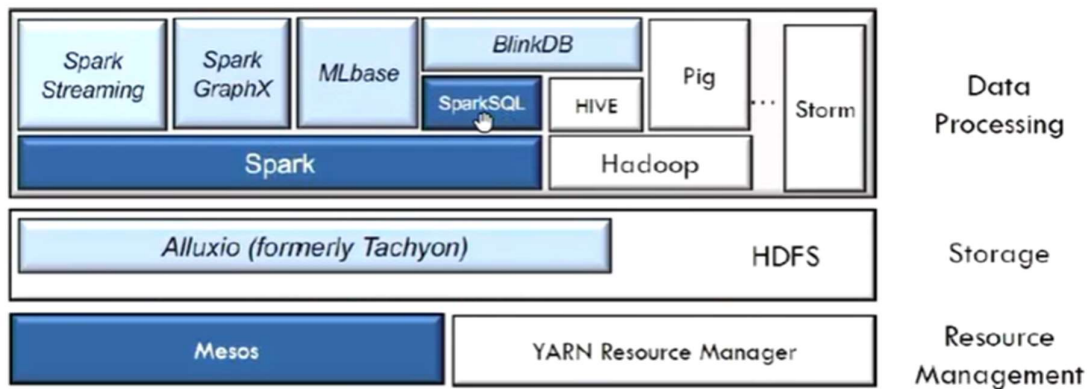 Spark
Streaming
Spark
GraphX
MLbase
BlinkDB
SparkSQL
HIVE
Pig
...
Storm
Data
Processing
Spark
Hadoop
Alluxio (formerly Tachyon)
HDFS
Storage
Mesos
YARN Resource Manager
Resource
Management